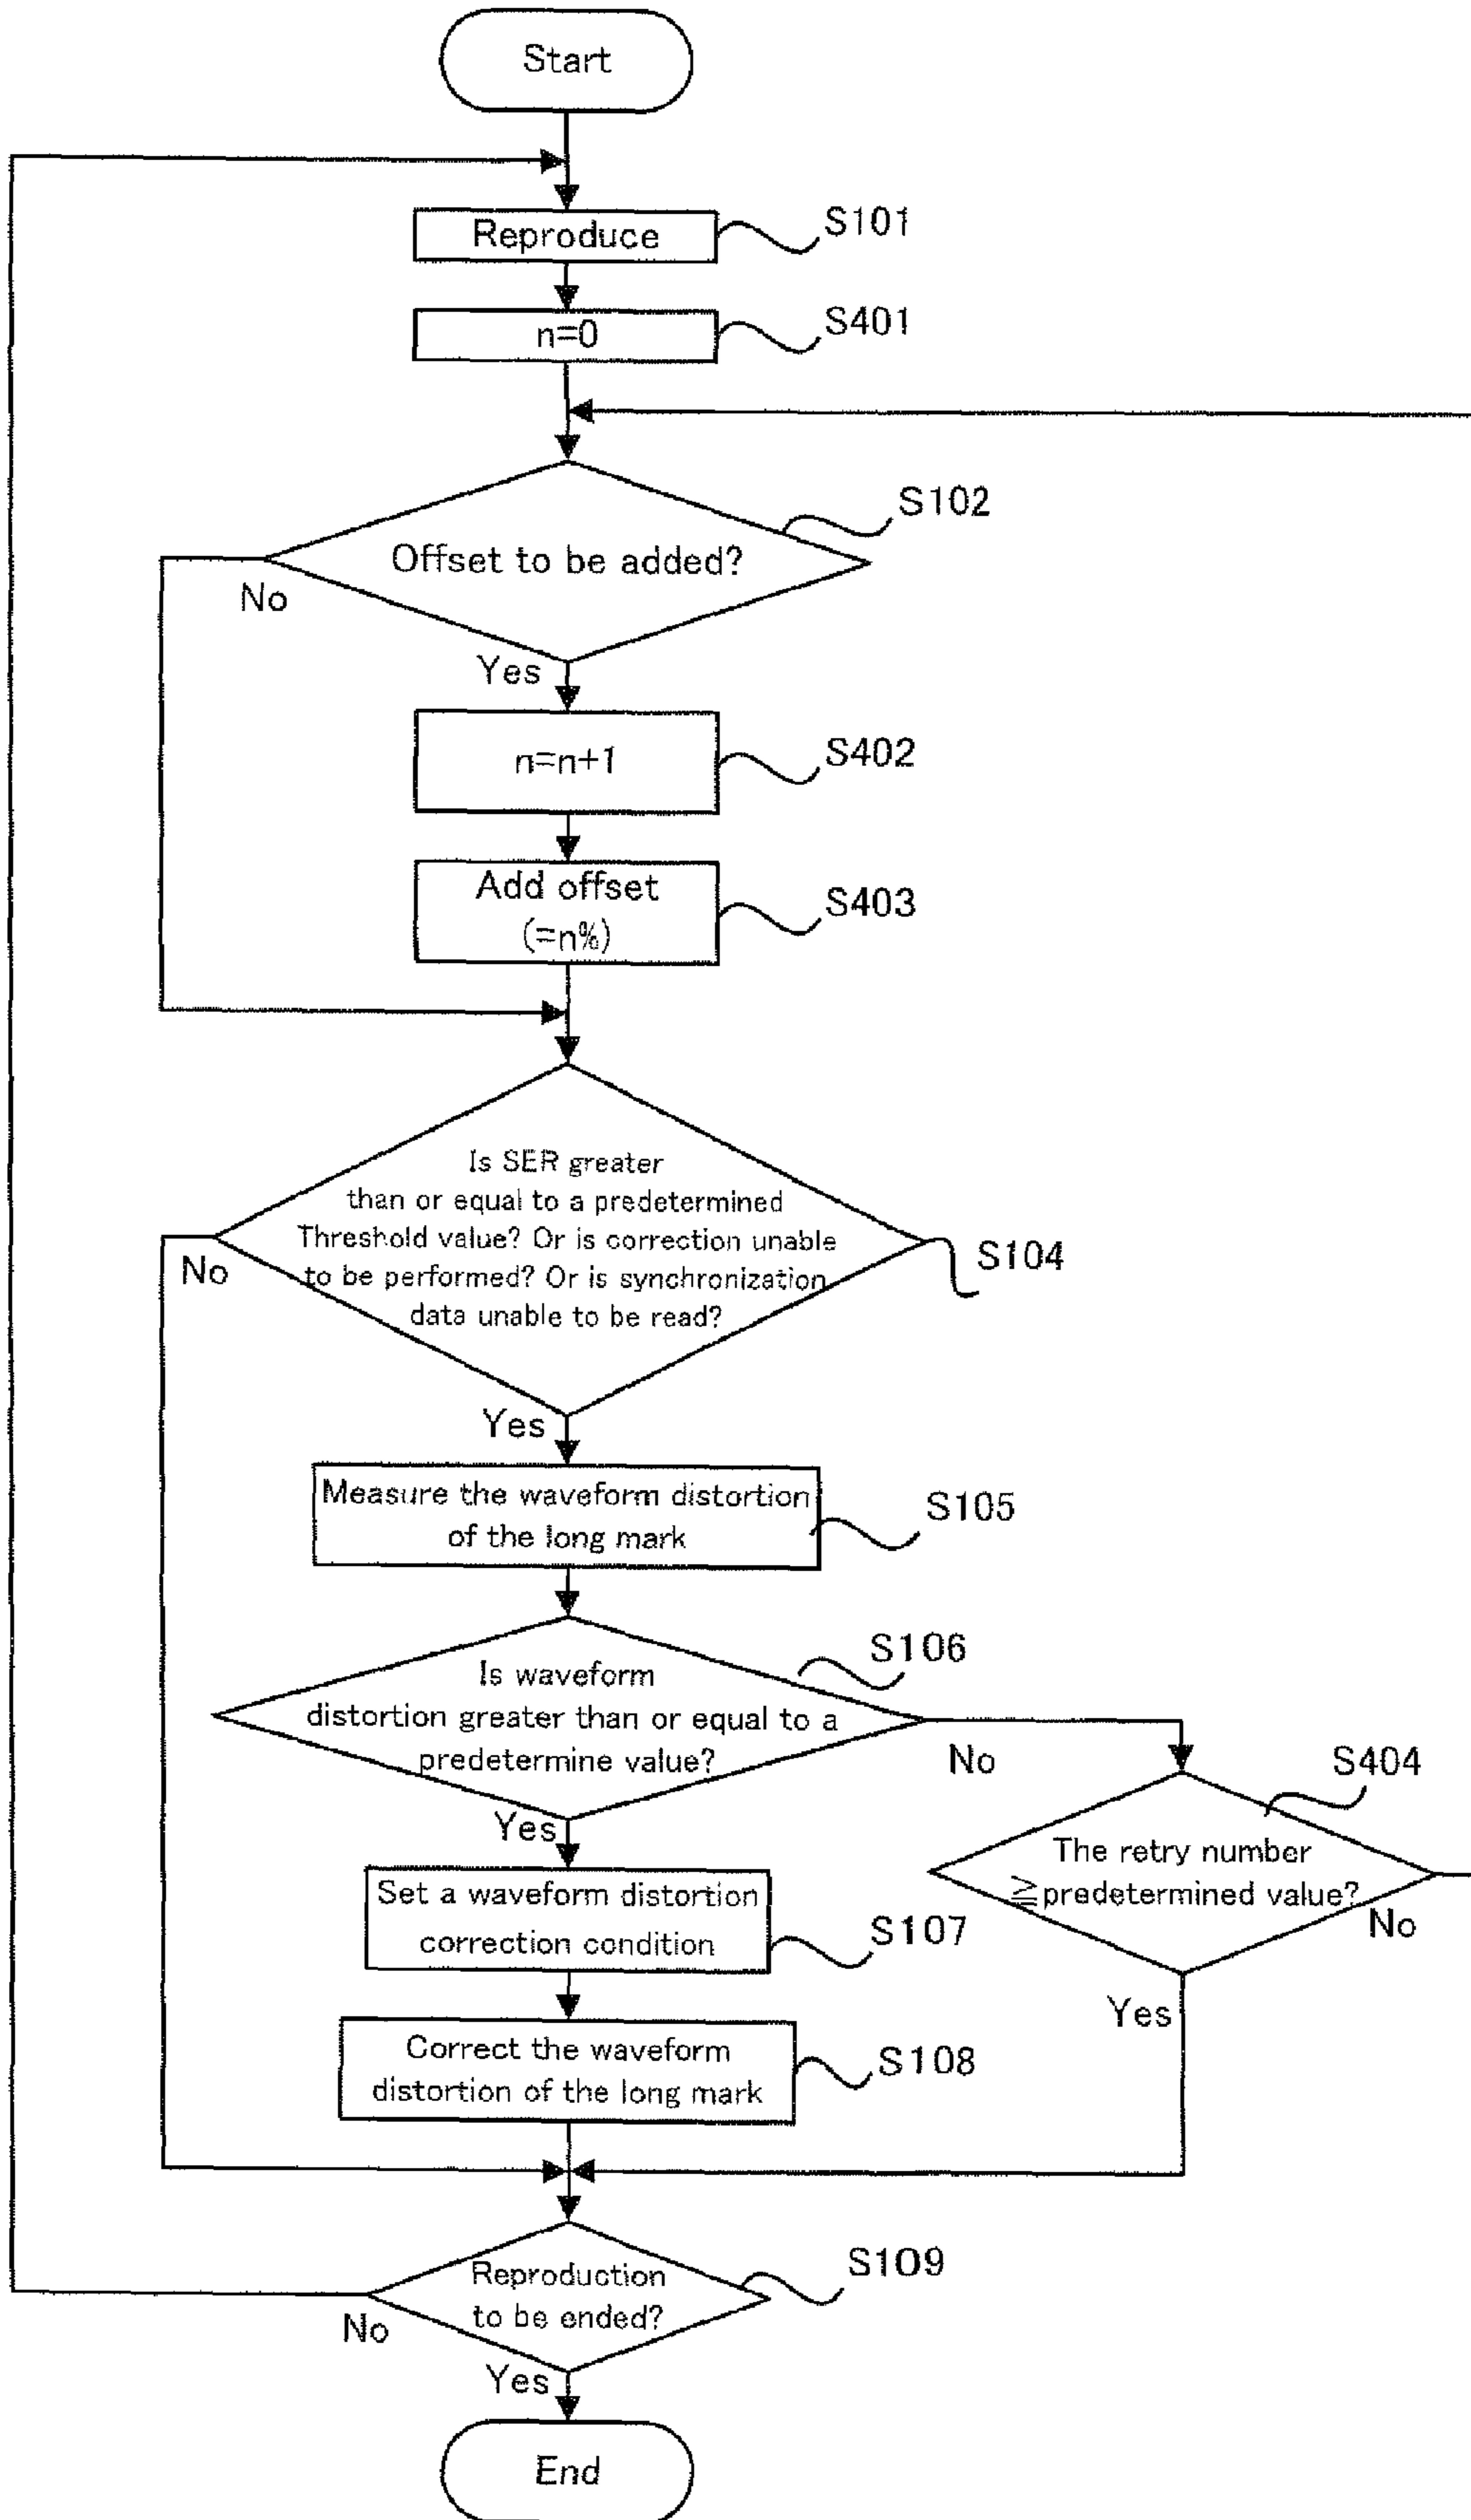 Start
Reproduce
S101
n=0
S401
S102
Offset to be added?
No
Yes
n=n+1
S402
Add offset
(=n%)
S403
Is SER greater
than or equal to a predetermined
Threshold value? Or is correction unable
to be performed? Or is synchronization
data unable to be read?
S104
No
Yes
Measure the waveform distortion
of the long mark
S105
S106
Is waveform
distortion greater than or equal to a
predetermine value?
No
Yes
S404
The retry number
≧predetermined value?
No
Yes
Set a waveform distortion
correction condition
S107
Correct the waveform
distortion of the long mark
S108
Reproduction
to be ended?
S109
No
Yes
End